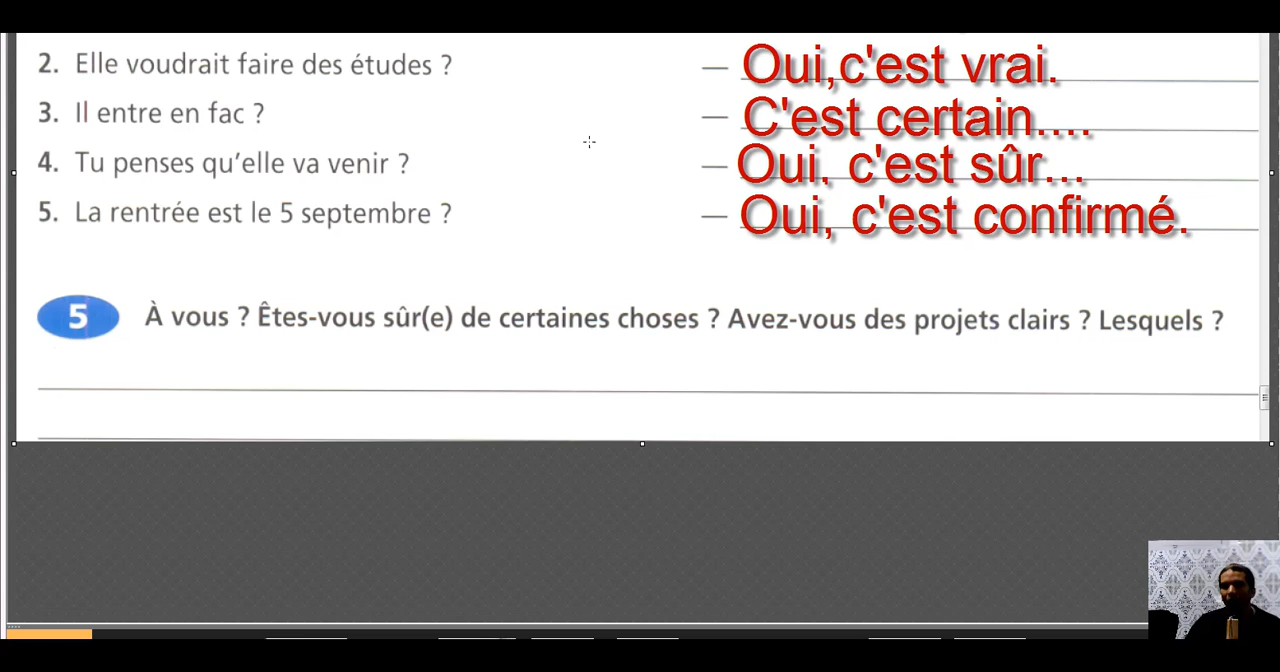 2. Elle voudrait faire des études ? — Oui,c'est vrai.
3. Il entre en fac ? — C'est certain....
4. Tu penses qu'elle va venir ? — Oui, c'est sûr...
5. La rentrée est le 5 septembre ? — Oui, c'est confirmé.
5 À vous ? Êtes-vous sûr(e) de certaines choses ? Avez-vous des projets clairs ? Lesquels ?